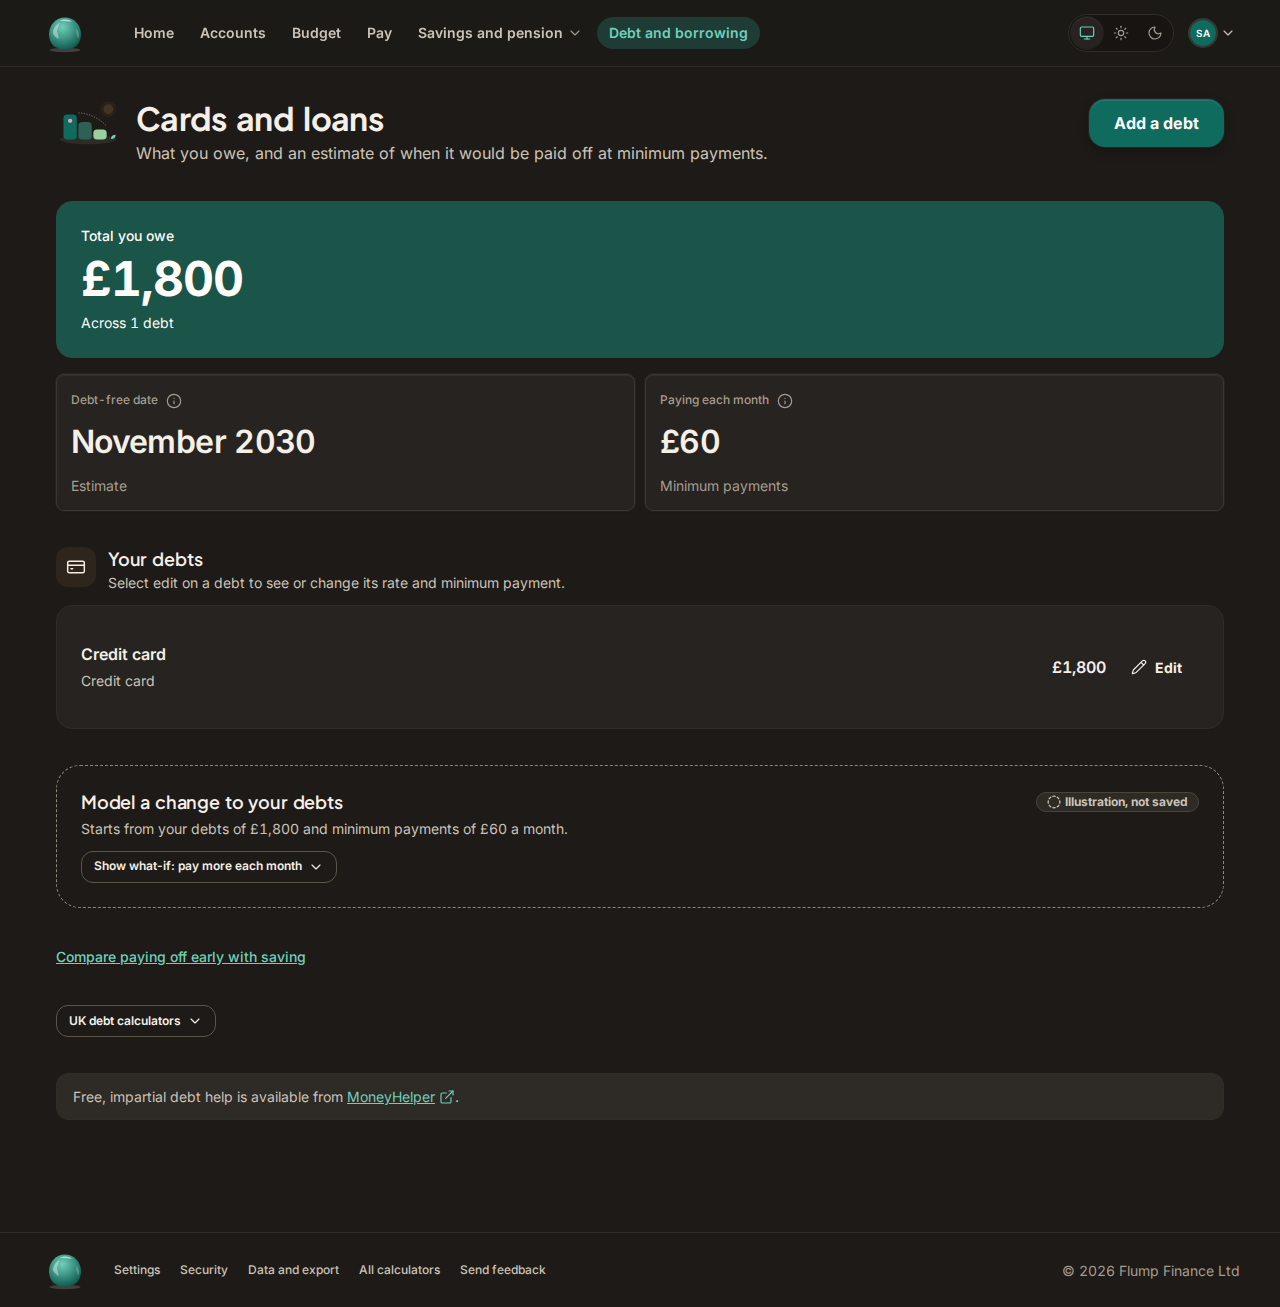 Home
Accounts
Budget
Pay
Savings and pension
Debt and borrowing
SA
Cards and loans
What you owe, and an estimate of when it would be paid off at minimum payments.
Add a debt
Total you owe
£1,800
Across 1 debt
Debt-free date
November 2030
Estimate
Paying each month
£60
Minimum payments
Your debts
Select edit on a debt to see or change its rate and minimum payment.
Credit card
Credit card
£1,800
Edit
Model a change to your debts
Illustration, not saved
Starts from your debts of £1,800 and minimum payments of £60 a month.
Show what-if: pay more each month
Compare paying off early with saving
UK debt calculators
Free, impartial debt help is available from MoneyHelper.
Settings
Security
Data and export
All calculators
Send feedback
© 2026 Flump Finance Ltd